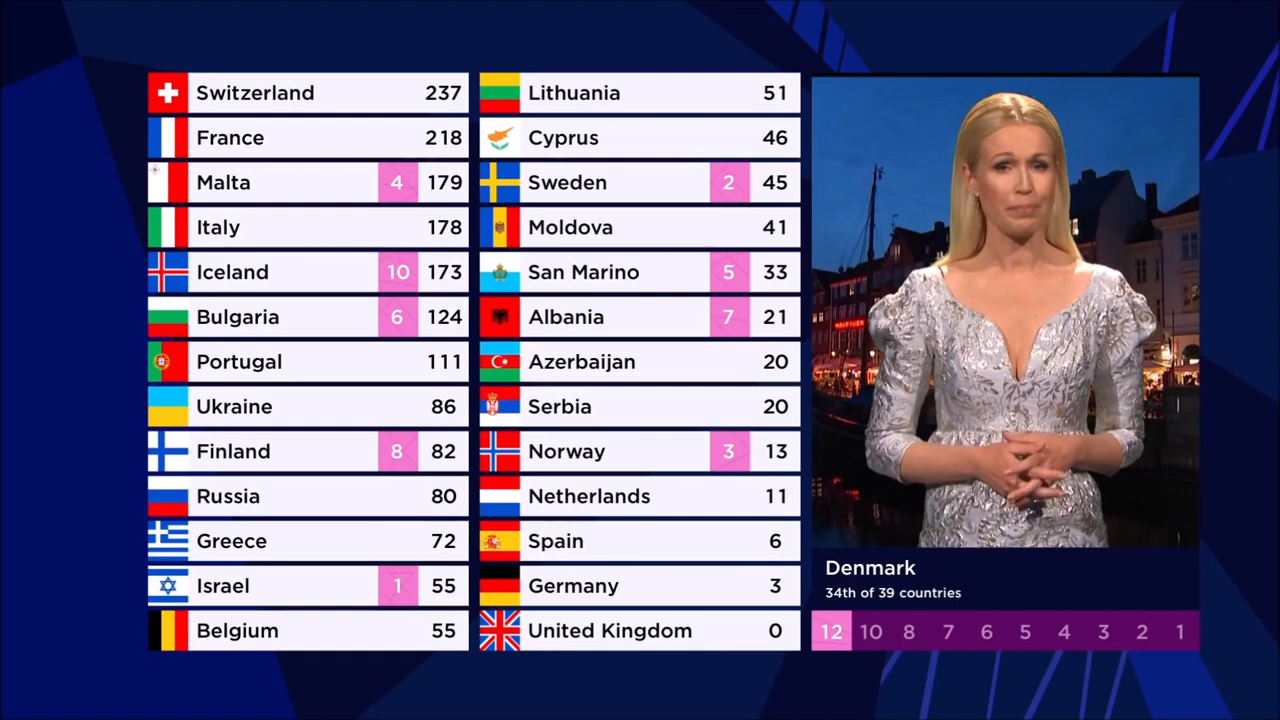 Switzerland 237
France 218
Malta 4 179
Italy 178
Iceland 10 173
Bulgaria 6 124
Portugal 111
Ukraine 86
Finland 8 82
Russia 80
Greece 72
Israel 1 55
Belgium 55
Lithuania 51
Cyprus 46
Sweden 2 45
Moldova 41
San Marino 5 33
Albania 7 21
Azerbaijan 20
Serbia 20
Norway 3 13
Netherlands 11
Spain 6
Germany 3
United Kingdom 0
Denmark
34th of 39 countries
12 10 8 7 6 5 4 3 2 1